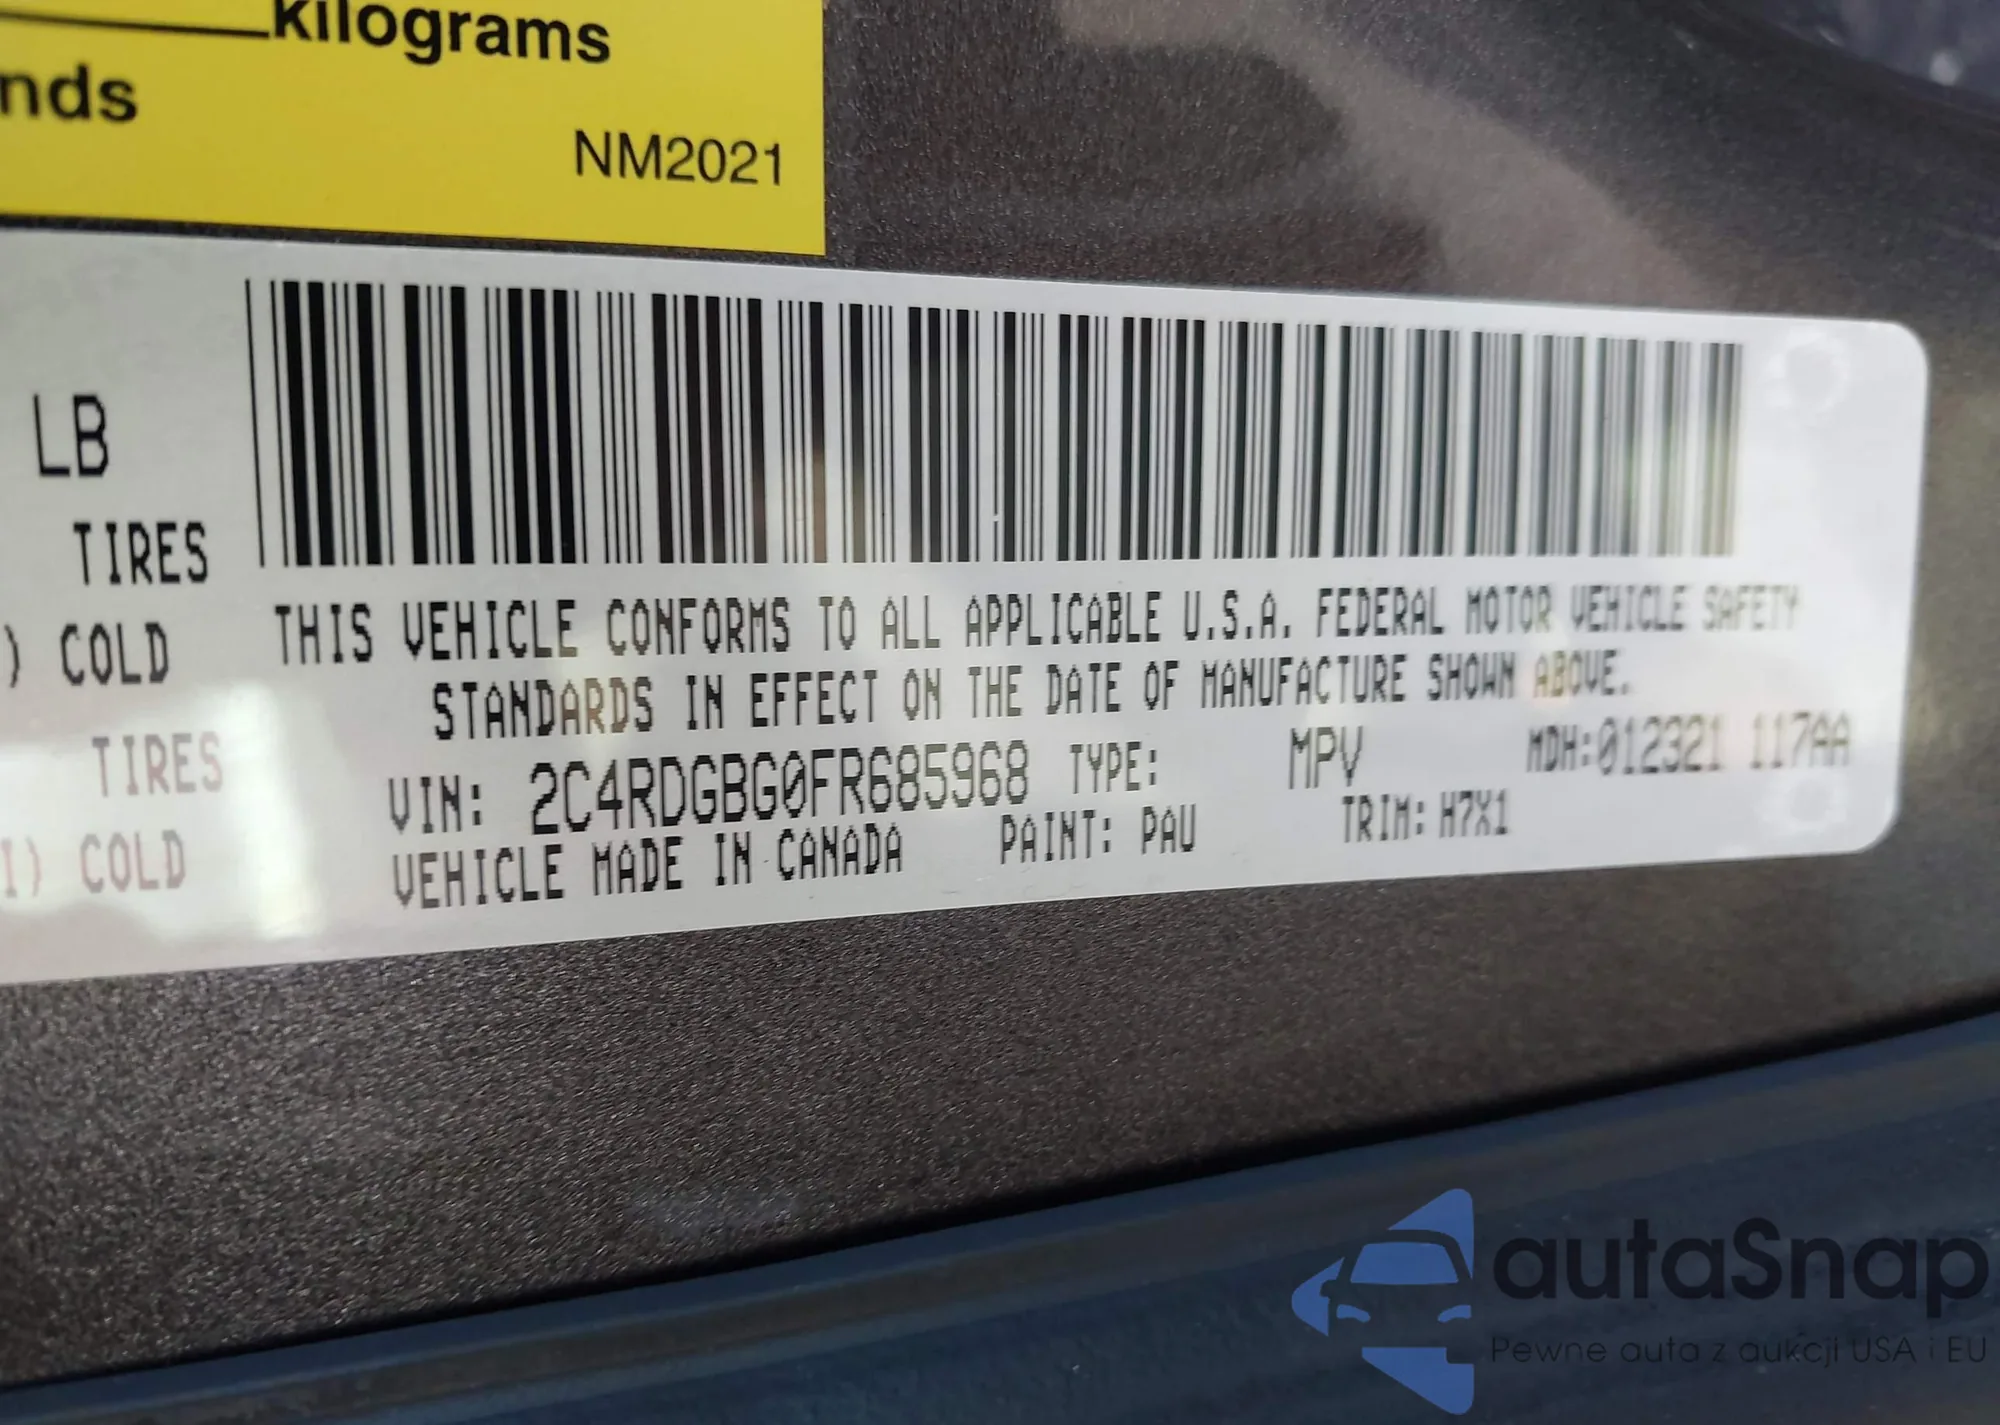 kilograms
nds
NM2021
LB
TIRES
) COLD
TIRES
I) COLD
THIS VEHICLE CONFORMS TO ALL APPLICABLE U.S.A. FEDERAL MOTOR VEHICLE SAFETY
STANDARDS IN EFFECT ON THE DATE OF MANUFACTURE SHOWN ABOVE.
VIN: 2C4RDGBG0FR685968 TYPE: MPV MDH:012321 117AA
VEHICLE MADE IN CANADA PAINT: PAU TRIM: H7X1
autaSnap
Pewne auta z aukcji USA i EU